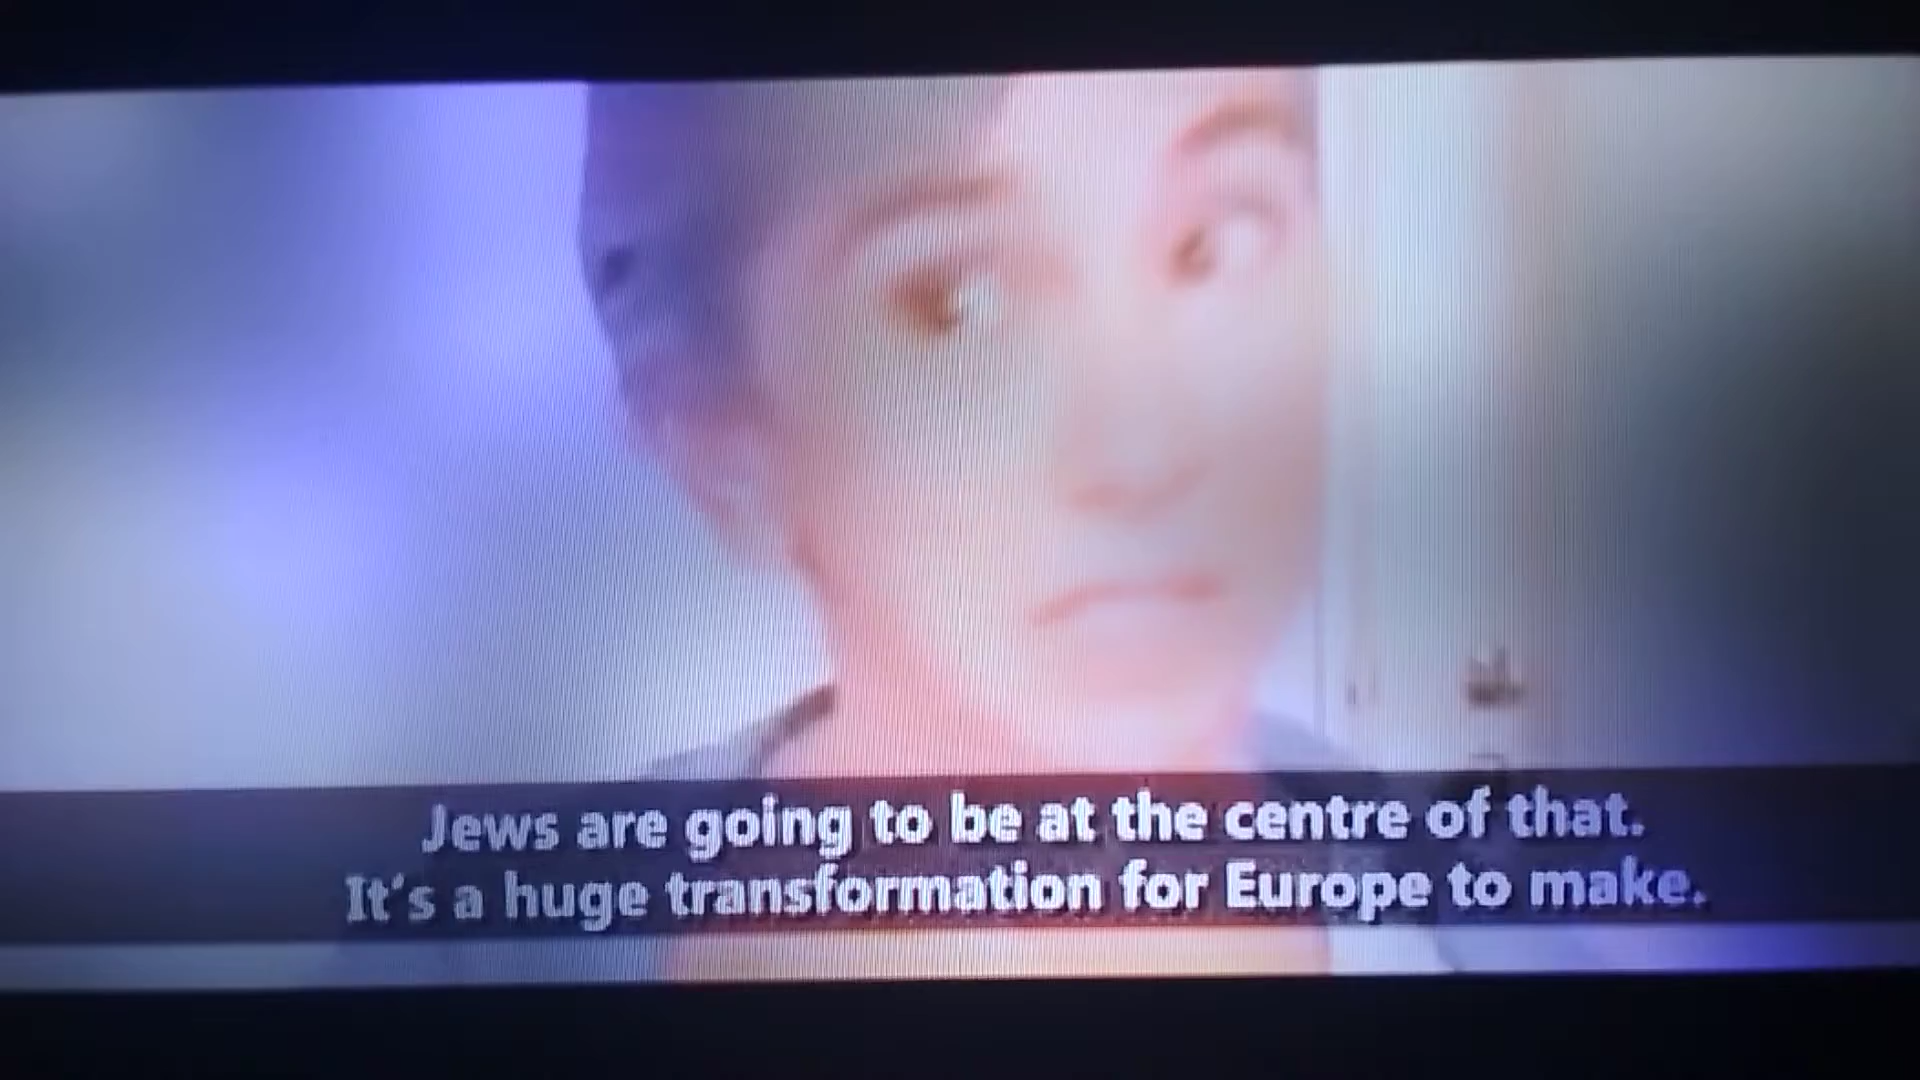 Jews are going to be at the centre of that.
It's a huge transformation for Europe to make.